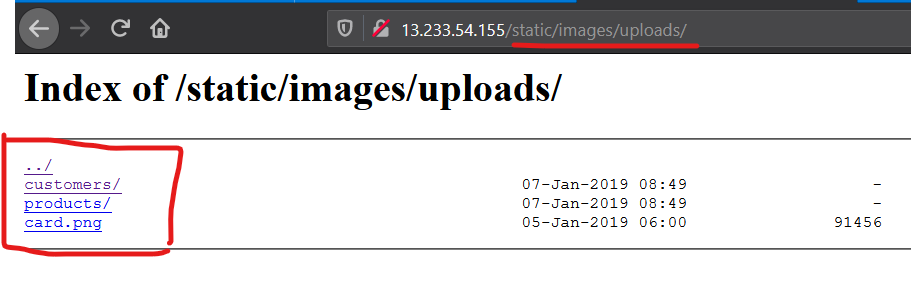 13.233.54.155/static/images/uploads/
Index of /static/images/uploads/
../
customers/ 07-Jan-2019 08:49 -
products/ 07-Jan-2019 08:49 -
card.png 05-Jan-2019 06:00 91456